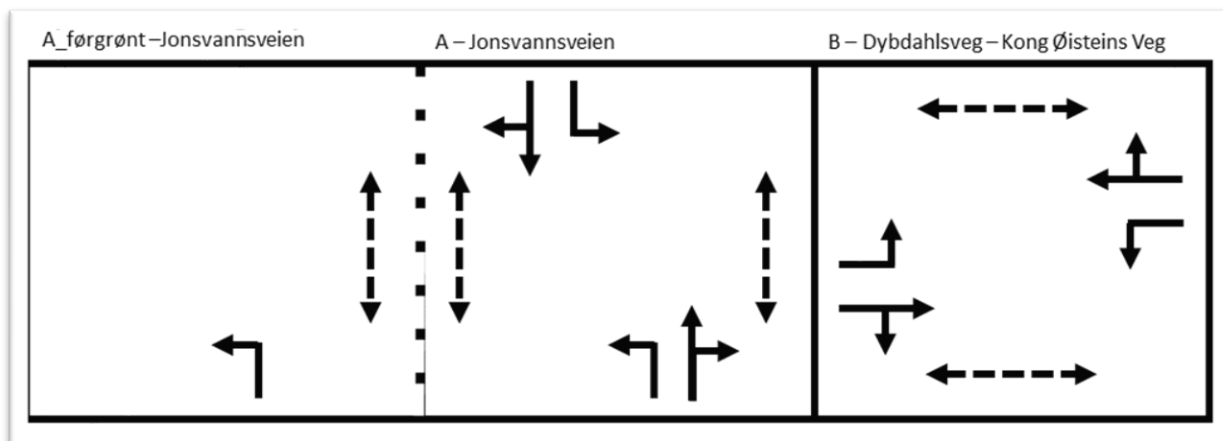 A_førgrønt–Jonsvannsveien
A – Jonsvannsveien
B – Dybdahlsveg – Kong Øisteins Veg